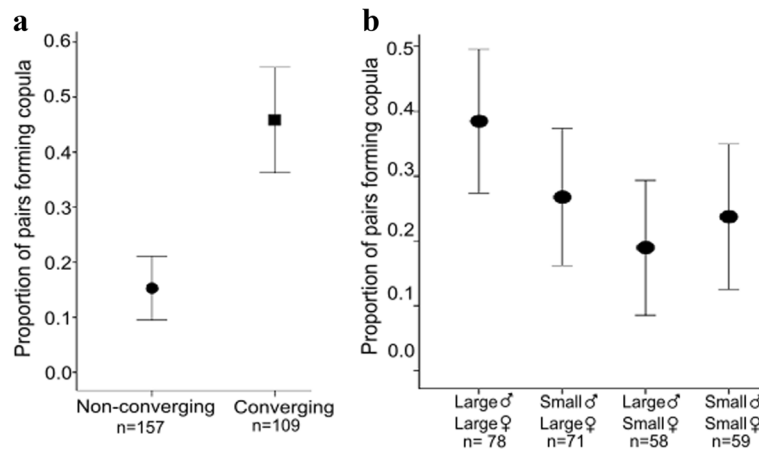 a
Proportion of pairs forming copula
0.6
0.5
0.4
0.3
0.2
0.1
0.0
Non-converging Converging
n=157 n=109
b
Proportion of pairs forming copula
0.5
0.4
0.3
0.2
0.1
0.0
Large♂ Small♂ Large♂ Small♂
Large♀ Large♀ Small♀ Small♀
n= 78 n=71 n=58 n=59